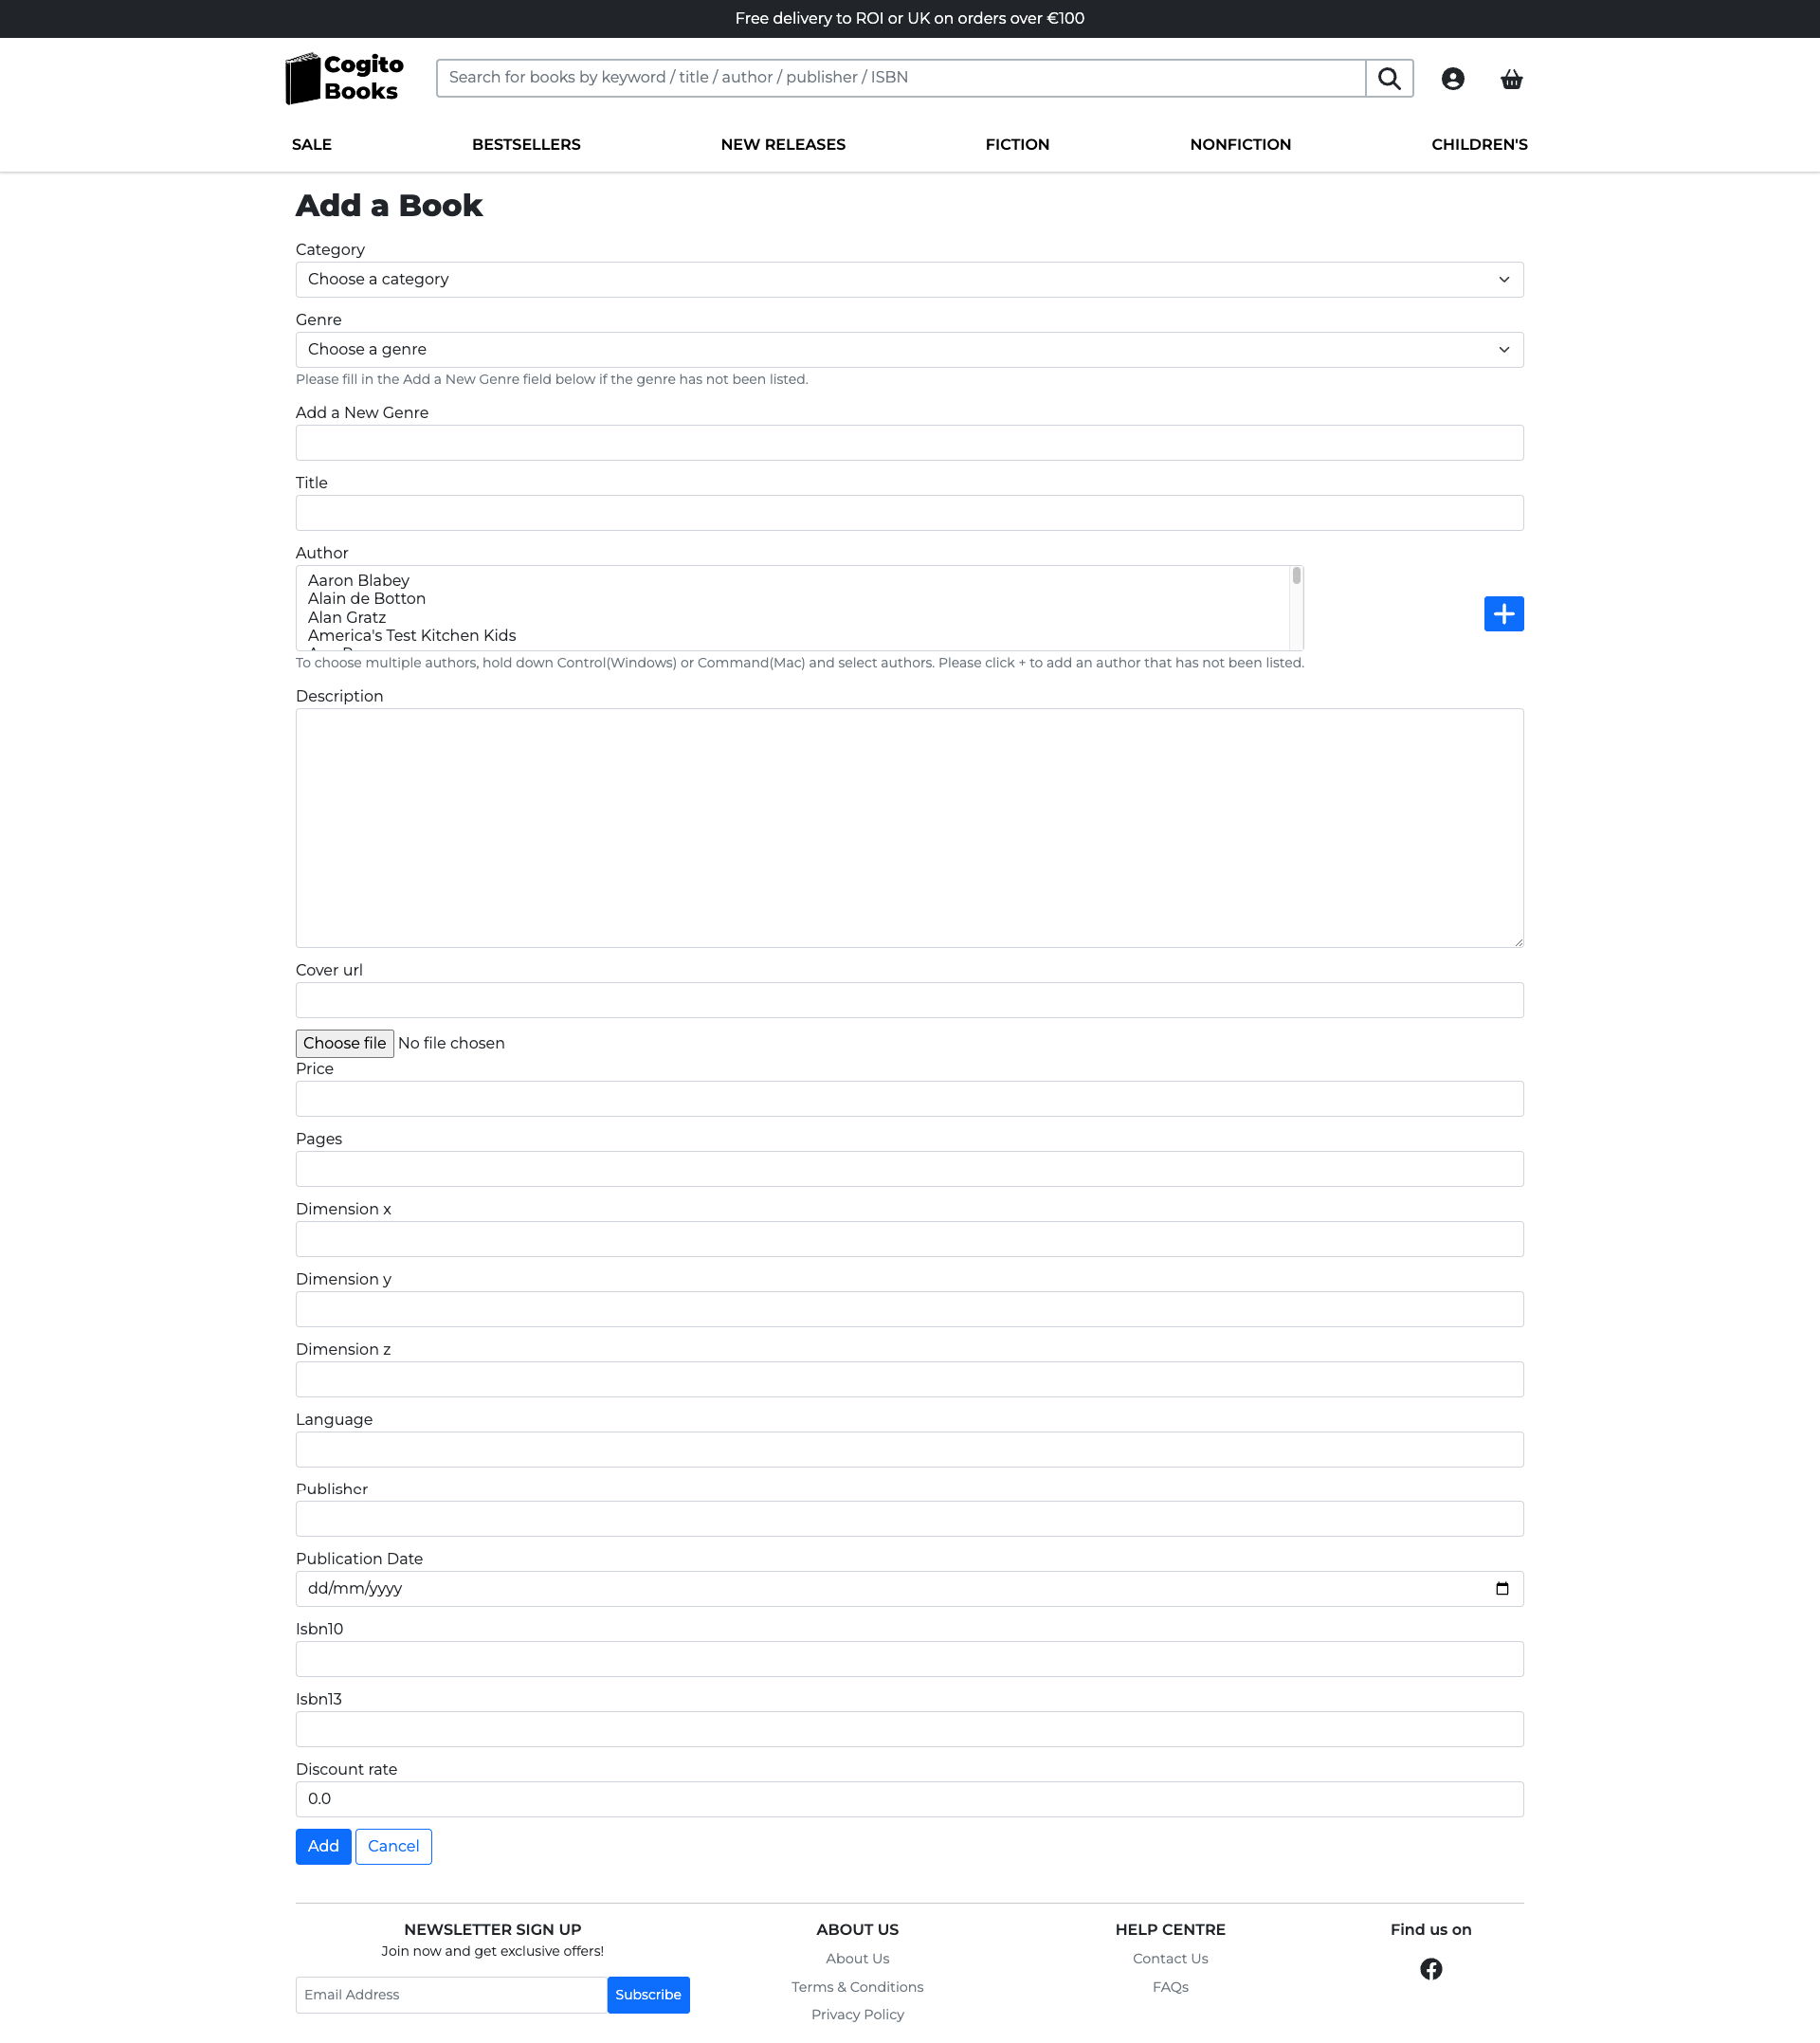 Free delivery to ROI or UK on orders over €100
Cogito
Books
Search for books by keyword / title / author / publisher / ISBN
SALE BESTSELLERS NEW RELEASES FICTION NONFICTION CHILDREN'S
Add a Book
Category
Choose a category
Genre
Choose a genre
Please fill in the Add a New Genre field below if the genre has not been listed.
Add a New Genre
Title
Author
Aaron Blabey
Alain de Botton
Alan Gratz
America's Test Kitchen Kids
To choose multiple authors, hold down Control(Windows) or Command(Mac) and select authors. Please click + to add an author that has not been listed.
Description
Cover url
Choose file No file chosen
Price
Pages
Dimension x
Dimension y
Dimension z
Language
Publisher
Publication Date
dd/mm/yyyy
Isbn10
Isbn13
Discount rate
0.0
Add Cancel
NEWSLETTER SIGN UP
Join now and get exclusive offers!
Email Address Subscribe
ABOUT US
About Us
Terms & Conditions
Privacy Policy
HELP CENTRE
Contact Us
FAQs
Find us on